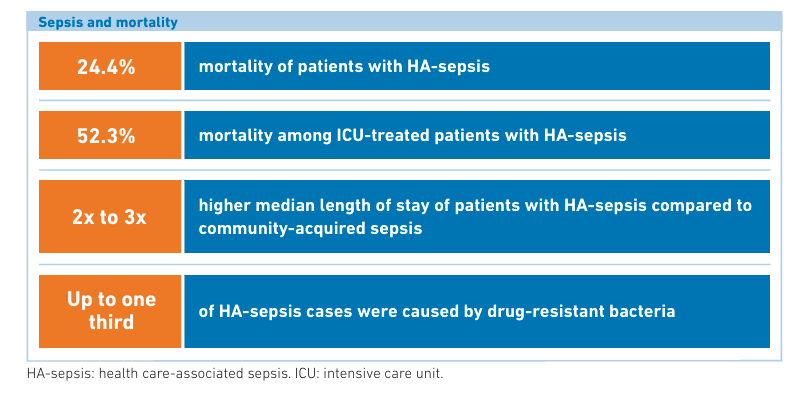 Sepsis and mortality
24.4%
mortality of patients with HA-sepsis
52.3%
mortality among ICU-treated patients with HA-sepsis
2x to 3x
higher median length of stay of patients with HA-sepsis compared to
community-acquired sepsis
Up to one
third
of HA-sepsis cases were caused by drug-resistant bacteria
HA-sepsis: health care-associated sepsis. ICU: intensive care unit.